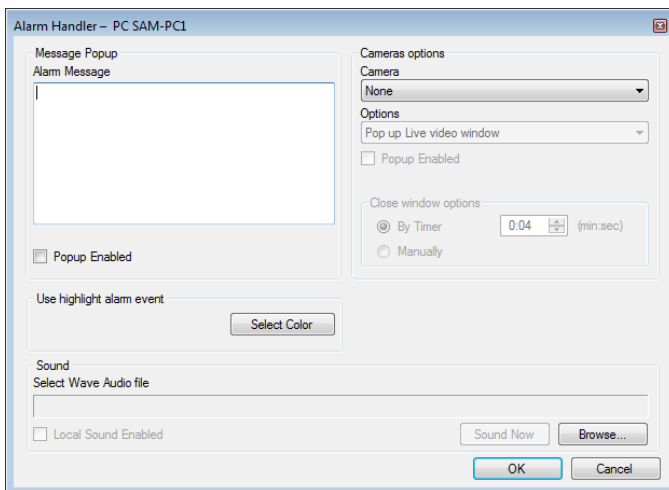 Alarm Handler – PC SAM-PC1
Message Popup
Alarm Message
Popup Enabled
Cameras options
Camera
None
Options
Pop up Live video window
Popup Enabled
Close window options
By Timer 0:04 (min:sec)
Manually
Use highlight alarm event
Select Color
Sound
Select Wave Audio file
Local Sound Enabled Sound Now Browse...
OK Cancel